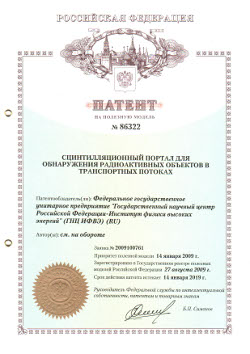 РОССИЙСКАЯ ФЕДЕРАЦИЯ
ПАТЕНТ
НА ПОЛЕЗНУЮ МОДЕЛЬ
№ 86322
СЦИНТИЛЛЯЦИОННЫЙ ПОРТАЛ ДЛЯ
ОБНАРУЖЕНИЯ РАДИОАКТИВНЫХ ОБЪЕКТОВ В
ТРАНСПОРТНЫХ ПОТОКАХ
Патентообладатель(ли): Федеральное государственное
унитарное предприятие "Государственный научный центр
Российской Федерации-Институт физики высоких
энергий" (ГНЦ ИФВЭ) (RU)
Автор(ы): см. на обороте
Заявка № 2009100761
Приоритет полезной модели 14 января 2009 г.
Зарегистрировано в Государственном реестре полезных
моделей Российской Федерации 27 августа 2009 г.
Срок действия патента истекает 14 января 2019 г.
Руководитель Федеральной службы по интеллектуальной
собственности, патентам и товарным знакам
Б.П. Симонов